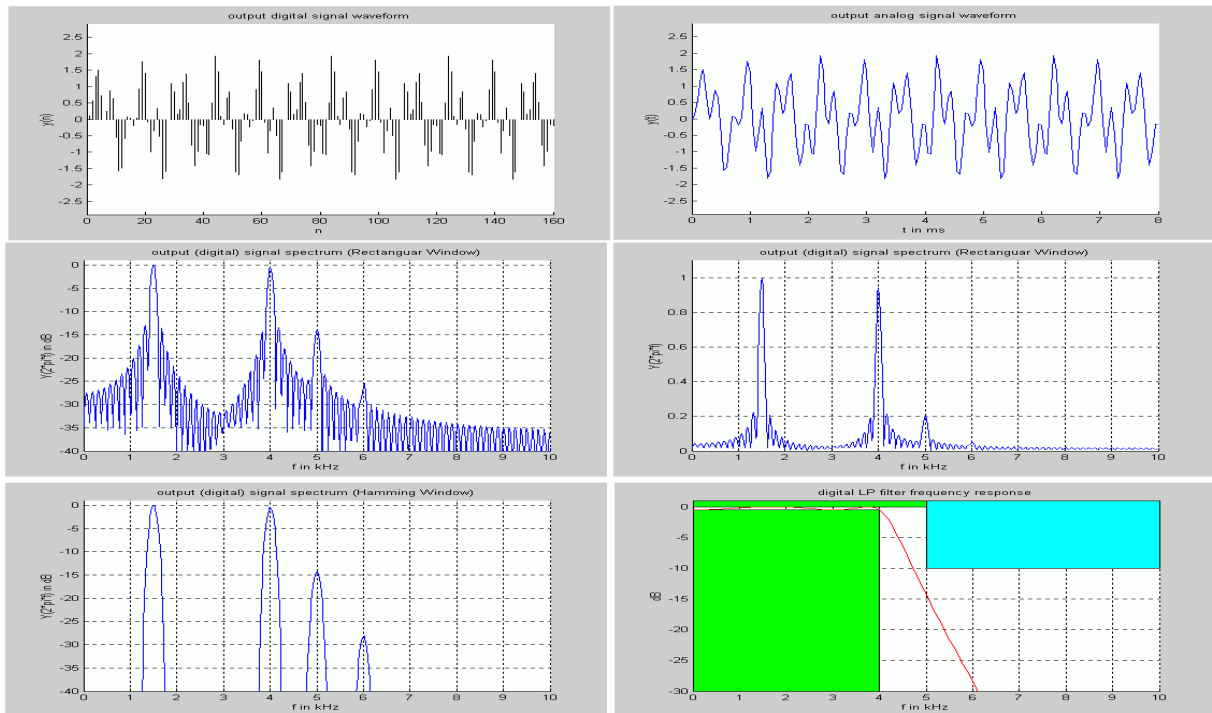 output digital signal waveform
y(n)
2.5
2
1.5
1
0.5
0
-0.5
-1
-1.5
-2
-2.5
0 20 40 60 80 100 120 140 160
n
output analog signal waveform
y(t)
2.5
2
1.5
1
0.5
0
-0.5
-1
-1.5
-2
-2.5
0 1 2 3 4 5 6 7 8
t in ms
output (digital) signal spectrum (Rectanguar Window)
Y(2*pi*f) in dB
0
-5
-10
-15
-20
-25
-30
-35
-40
0 1 2 3 4 5 6 7 8 9 10
f in kHz
output (digital) signal spectrum (Rectanguar Window)
Y(2*pi*f)
1
0.8
0.6
0.4
0.2
0
0 1 2 3 4 5 6 7 8 9 10
f in kHz
output (digital) signal spectrum (Hamming Window)
Y(2*pi*f) in dB
0
-5
-10
-15
-20
-25
-30
-35
-40
0 1 2 3 4 5 6 7 8 9 10
f in kHz
digital LP filter frequency response
dB
0
-5
-10
-15
-20
-25
-30
0 1 2 3 4 5 6 7 8 9 10
f in kHz